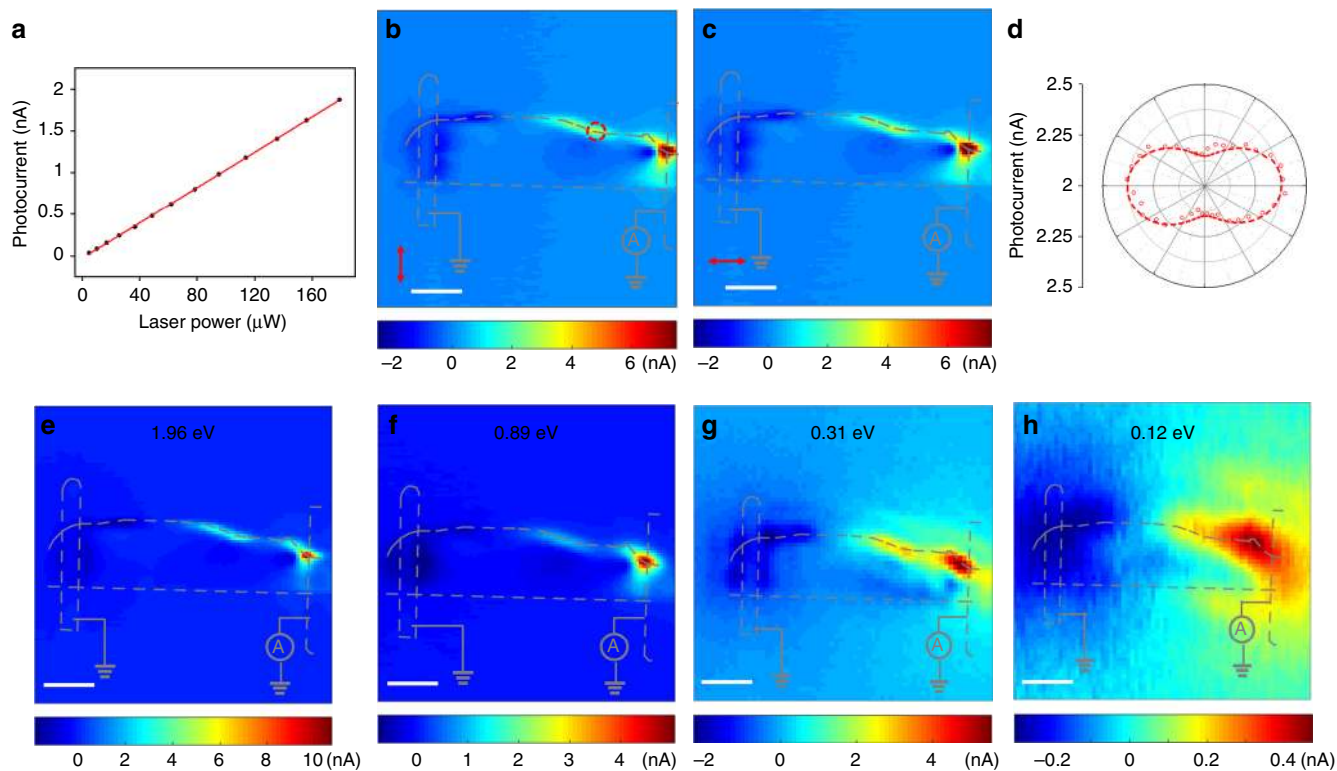 a
Photocurrent (nA)
2
1.5
1
0.5
0
0 40 80 120 160
Laser power (μW)
b
A
−2 0 2 4 6 (nA)
c
A
−2 0 2 4 6 (nA)
d
Photocurrent (nA)
2.5
2.25
2
2.25
2.5
e
1.96 eV
A
0 2 4 6 8 10 (nA)
f
0.89 eV
A
0 1 2 3 4 (nA)
g
0.31 eV
A
−2 0 2 4 (nA)
h
0.12 eV
A
−0.2 0 0.2 0.4 (nA)